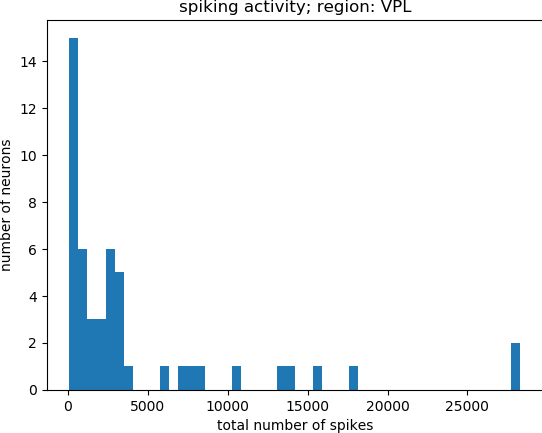 spiking activity; region: VPL
number of neurons
14
12
10
8
6
4
2
0
0 5000 10000 15000 20000 25000
total number of spikes